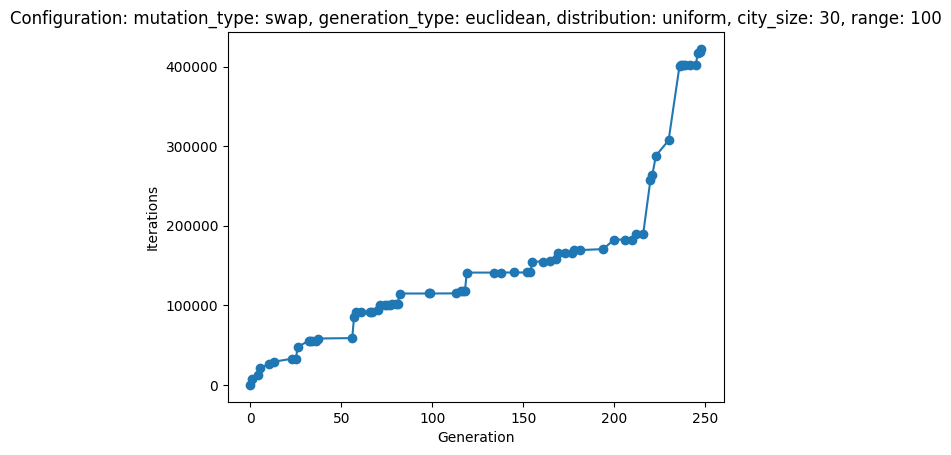 Configuration: mutation_type: swap, generation_type: euclidean, distribution: uniform, city_size: 30, range: 100
400000
300000
200000
100000
0
Iterations
0 50 100 150 200 250
Generation